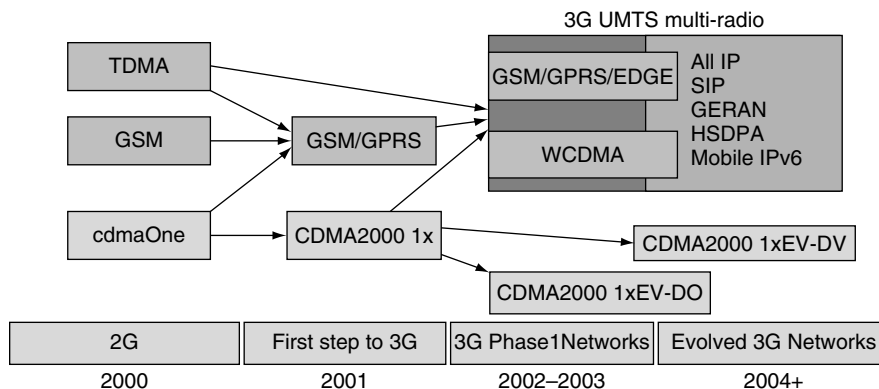 3G UMTS multi-radio
TDMA
GSM/GPRS/EDGE
All IP
SIP
GERAN
HSDPA
Mobile IPv6
GSM
GSM/GPRS
WCDMA
cdmaOne
CDMA2000 1x
CDMA2000 1xEV-DV
CDMA2000 1xEV-DO
2G
First step to 3G
3G Phase1Networks
Evolved 3G Networks
2000
2001
2002–2003
2004+